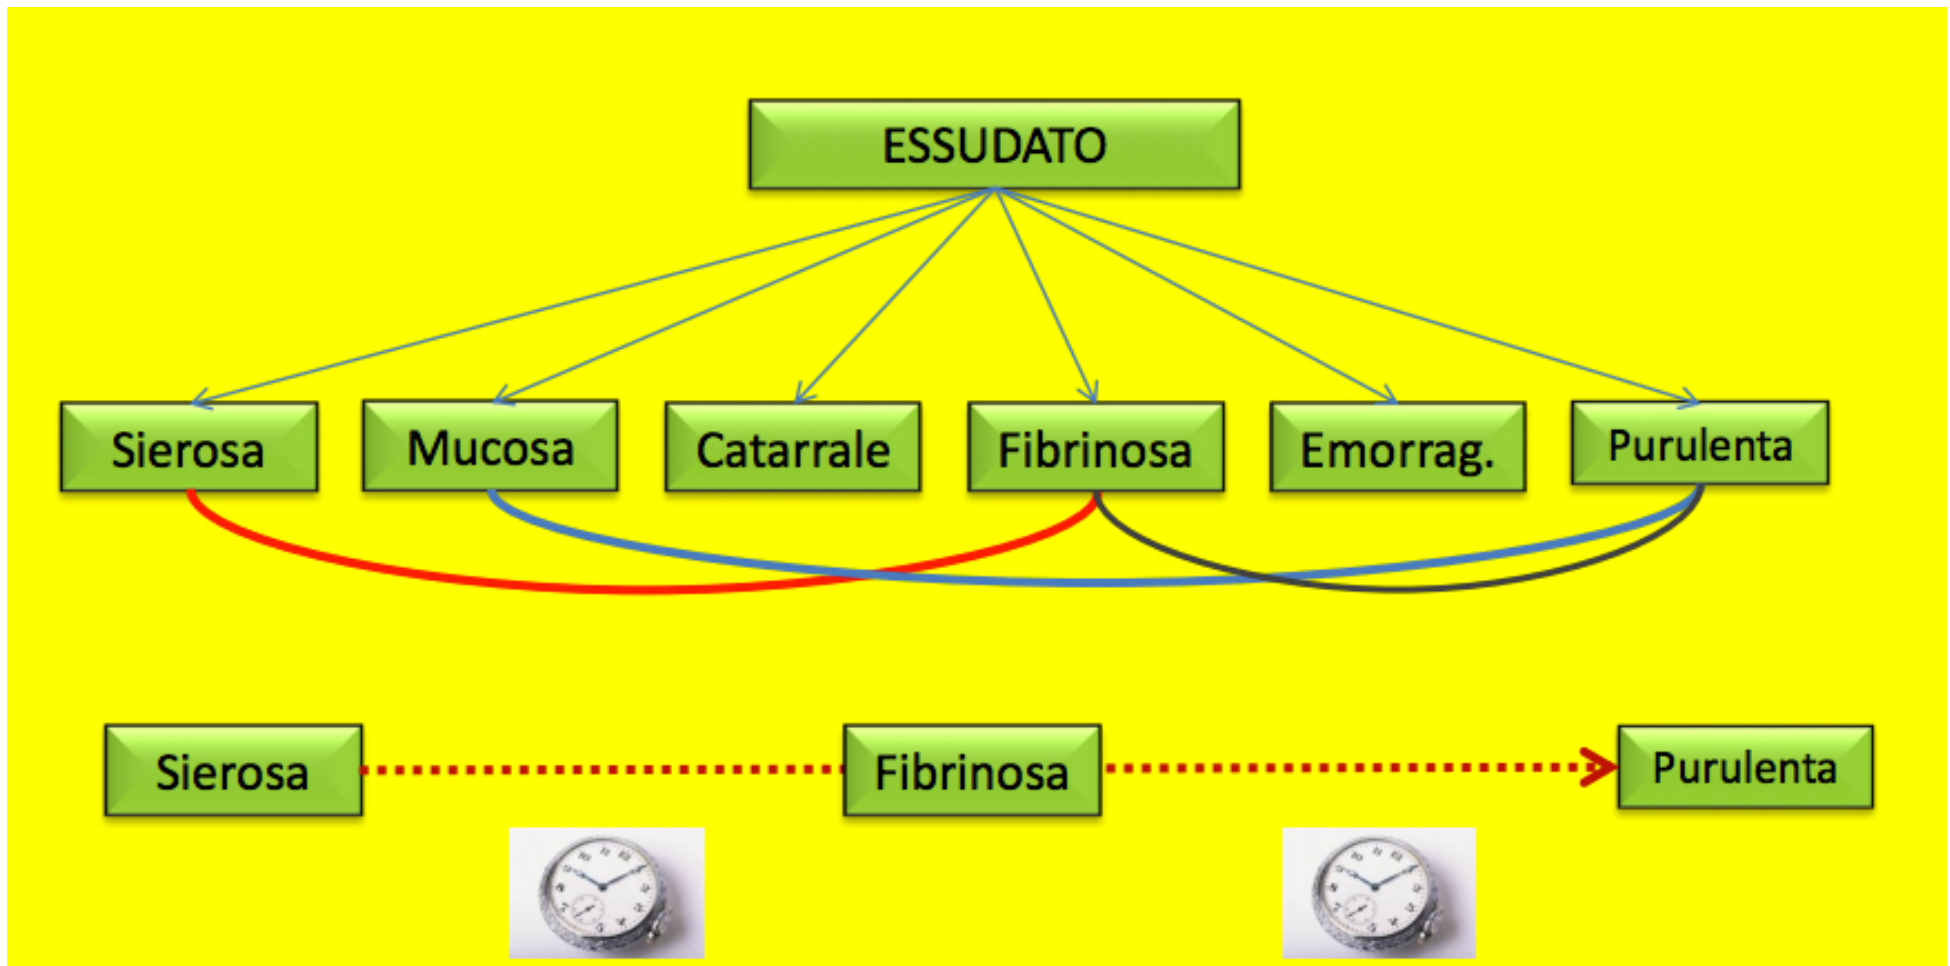 ESSUDATO
Sierosa
Mucosa
Catarrale
Fibrinosa
Emorrag.
Purulenta
Sierosa
Fibrinosa
Purulenta